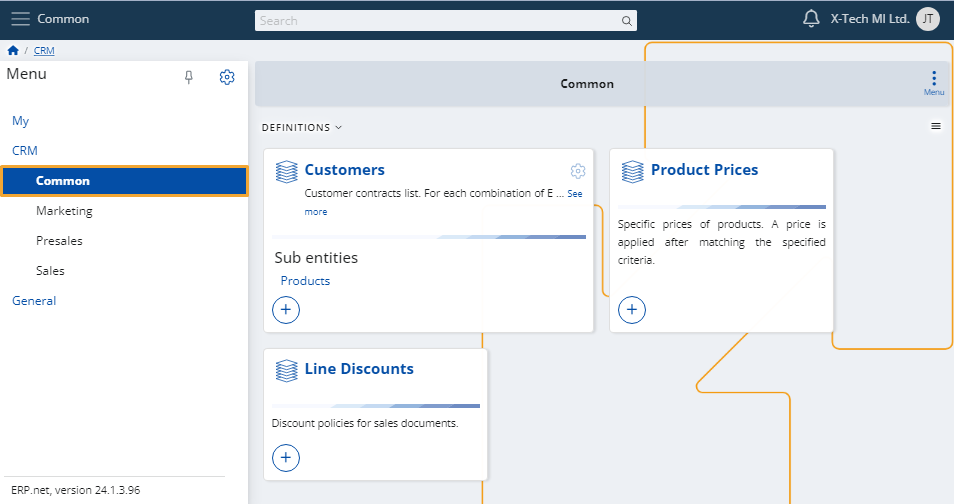 Common
Search
X-Tech MI Ltd.
JT
/ CRM
Menu
My
CRM
Common
Marketing
Presales
Sales
General
ERP.net, version 24.1.3.96
Common
Menu
DEFINITIONS
Customers
Customer contracts list. For each combination of E ... See
more
Sub entities
Products
Product Prices
Specific prices of products. A price is
applied after matching the specified
criteria.
Line Discounts
Discount policies for sales documents.